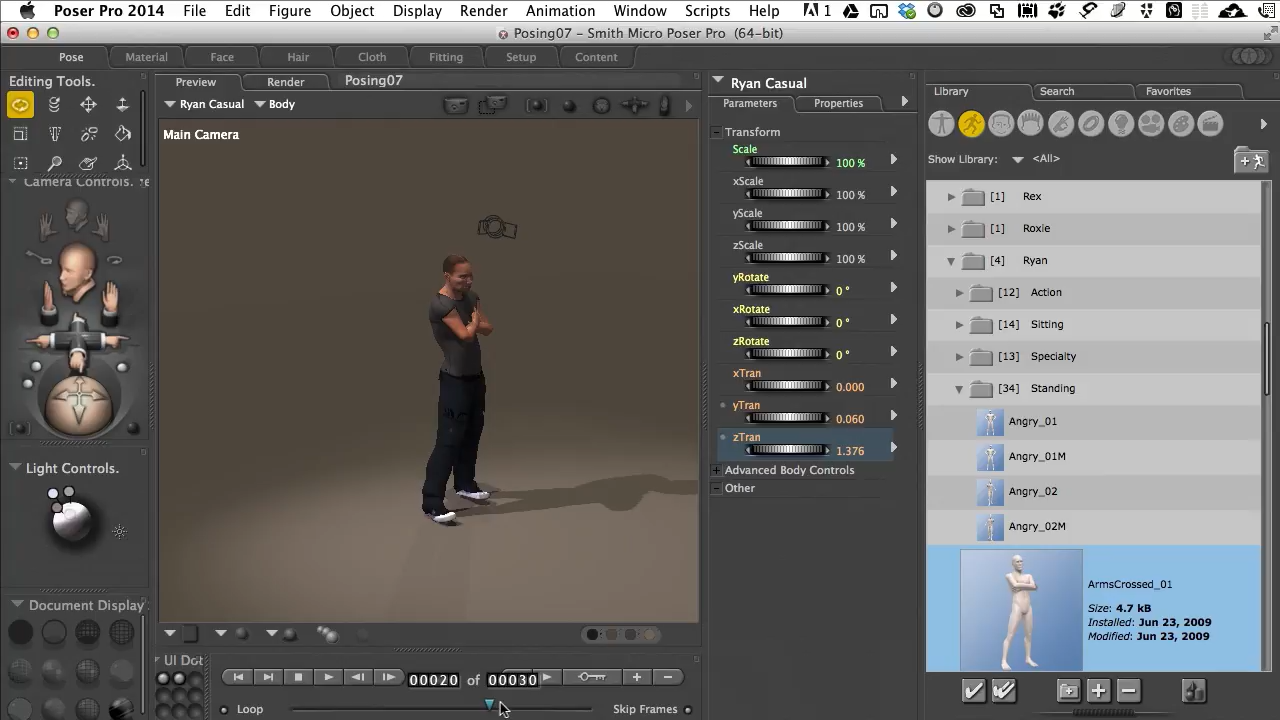 Poser Pro 2014 File Edit Figure Object Display Render Animation Window Scripts Help 1
Posing07 – Smith Micro Poser Pro (64-bit)
Pose Material Face Hair Cloth Fitting Setup Content
Editing Tools.
Preview Render Posing07
Ryan Casual Body
Main Camera
Camera Controls.
Light Controls.
Document Display
UI Dot
00020 of 00030
Loop Skip Frames
Ryan Casual
Parameters Properties
Transform
Scale
100 %
xScale
100 %
yScale
100 %
zScale
100 %
yRotate
0 °
xRotate
0 °
zRotate
0 °
xTran
0.000
yTran
0.060
zTran
1.376
Advanced Body Controls
Other
Library Search Favorites
Show Library: <All>
[1] Rex
[1] Roxie
[4] Ryan
[12] Action
[14] Sitting
[13] Specialty
[34] Standing
Angry_01
Angry_01M
Angry_02
Angry_02M
ArmsCrossed_01
Size: 4.7 kB
Installed: Jun 23, 2009
Modified: Jun 23, 2009